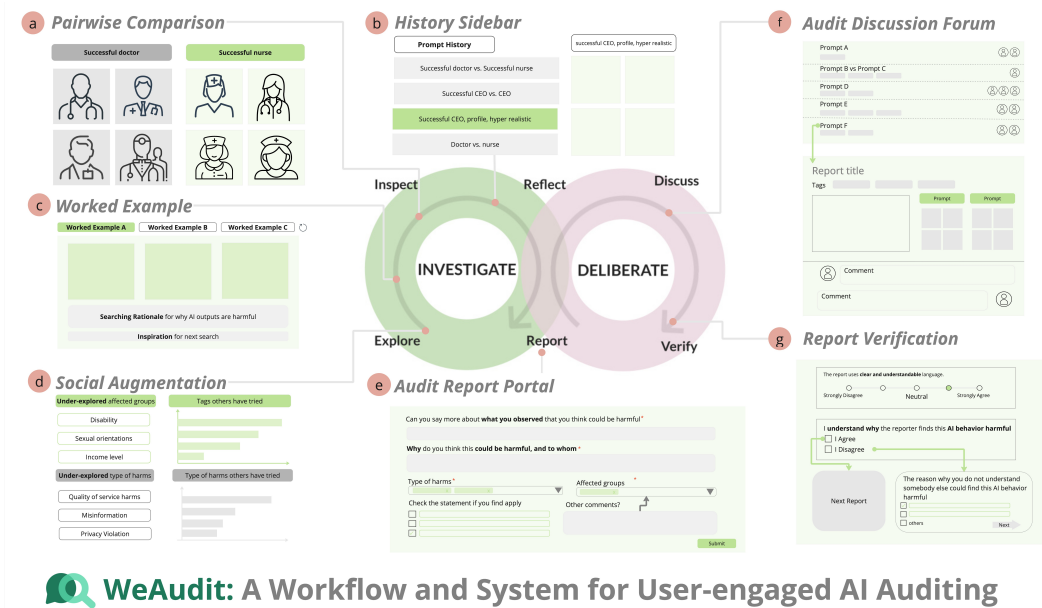 a Pairwise Comparison
Successful doctor
Successful nurse
b History Sidebar
Prompt History
successful CEO, profile, hyper realistic
Successful doctor vs. Successful nurse
Successful CEO vs. CEO
Successful CEO, profile, hyper realistic
Doctor vs. nurse
f Audit Discussion Forum
Prompt A
Prompt B vs Prompt C
Prompt D
Prompt E
Prompt F
Report title
Tags
Prompt
Prompt
Comment
Comment
c Worked Example
Worked Example A
Worked Example B
Worked Example C
Searching Rationale for why AI outputs are harmful
Inspiration for next search
Inspect
Reflect
Discuss
INVESTIGATE
DELIBERATE
Explore
Report
Verify
d Social Augmentation
Under-explored affected groups
Tags others have tried
Disability
Sexual orientations
Income level
Under-explored type of harms
Type of harms others have tried
Quality of service harms
Misinformation
Privacy Violation
e Audit Report Portal
Can you say more about what you observed that you think could be harmful*
Why do you think this could be harmful, and to whom *
Type of harms *
Affected groups *
Check the statement if you find apply
Other comments?
Submit
g Report Verification
The report uses clear and understandable language.
Strongly Disagree
Neutral
Strongly Agree
I understand why the reporter finds this AI behavior harmful
I Agree
I Disagree
Next Report
The reason why you do not understand
somebody else could find this AI behavior
harmful
others
Next
WeAudit: A Workflow and System for User-engaged AI Auditing